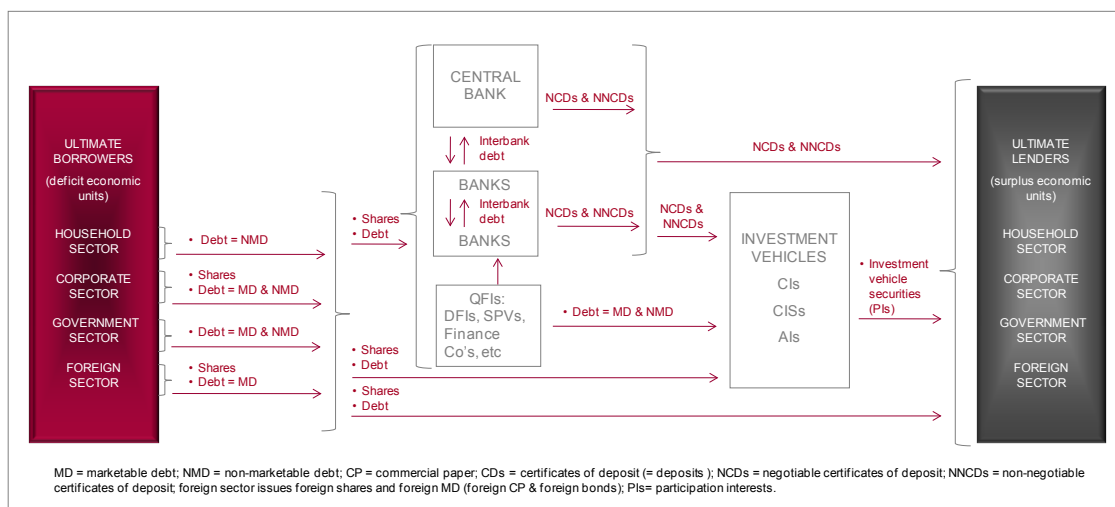 ULTIMATE
BORROWERS
(deficit economic
units)
HOUSEHOLD
SECTOR
CORPORATE
SECTOR
GOVERNMENT
SECTOR
FOREIGN
SECTOR
• Debt = NMD
• Shares
• Debt = MD & NMD
• Debt = MD & NMD
• Shares
• Debt = MD
• Shares
• Debt
CENTRAL
BANK
Interbank
debt
BANKS
Interbank
debt
BANKS
QFIs:
DFIs, SPVs,
Finance
Co's, etc
NCDs & NNCDs
NCDs & NNCDs
• Debt = MD & NMD
• Shares
• Debt
• Shares
• Debt
NCDs & NNCDs
NCDs &
NNCDs
INVESTMENT
VEHICLES
CIs
CISs
AIs
• Investment
vehicle
securities
(PIs)
ULTIMATE
LENDERS
(surplus economic
units)
HOUSEHOLD
SECTOR
CORPORATE
SECTOR
GOVERNMENT
SECTOR
FOREIGN
SECTOR
MD = marketable debt; NMD = non-marketable debt; CP = commercial paper; CDs = certificates of deposit (= deposits ); NCDs = negotiable certificates of deposit; NNCDs = non-negotiable
certificates of deposit; foreign sector issues foreign shares and foreign MD (foreign CP & foreign bonds); PIs= participation interests.